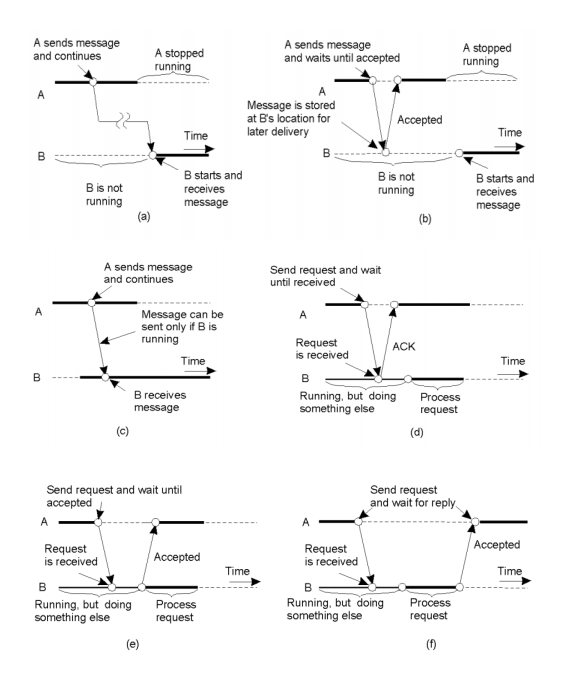 A sends message
and continues
A stopped
running
A
Time
B
B is not
running
B starts and
receives
message
(a)
A sends message
and waits until accepted
A stopped
running
A
Message is stored
at B's location for
later delivery
Accepted
Time
B
B is not
running
B starts and
receives
message
(b)
A sends message
and continues
A
Message can be
sent only if B is
running
Time
B
B receives
message
(c)
Send request and wait
until received
A
Request
is received
ACK
Time
B
Running, but doing
something else
Process
request
(d)
Send request and wait until
accepted
A
Request
is received
Accepted
Time
B
Running, but doing
something else
Process
request
(e)
Send request
and wait for reply
A
Request
is received
Accepted
Time
B
Running, but doing
something else
Process
request
(f)